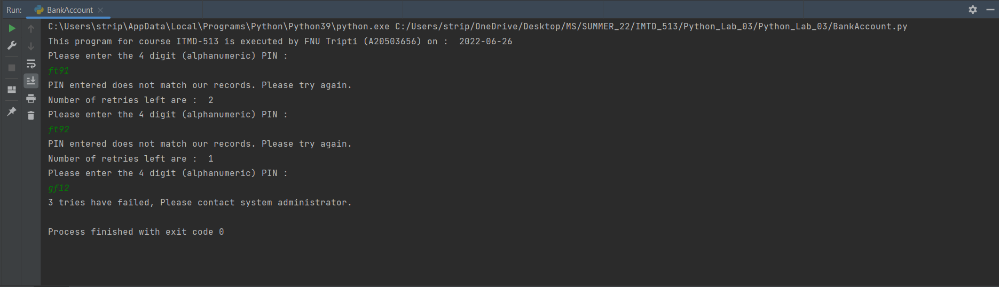 Run: BankAccount
C:\Users\strip\AppData\Local\Programs\Python\Python39\python.exe C:/Users/strip/OneDrive/Desktop/MS/SUMMER_22/IMTD_513/Python_Lab_03/Python_Lab_03/BankAccount.py
This program for course ITMD-513 is executed by FNU Tripti (A20503656) on :  2022-06-26
Please enter the 4 digit (alphanumeric) PIN :
ft91
PIN entered does not match our records. Please try again.
Number of retries left are :  2
Please enter the 4 digit (alphanumeric) PIN :
ft92
PIN entered does not match our records. Please try again.
Number of retries left are :  1
Please enter the 4 digit (alphanumeric) PIN :
gf12
3 tries have failed, Please contact system administrator.
Process finished with exit code 0